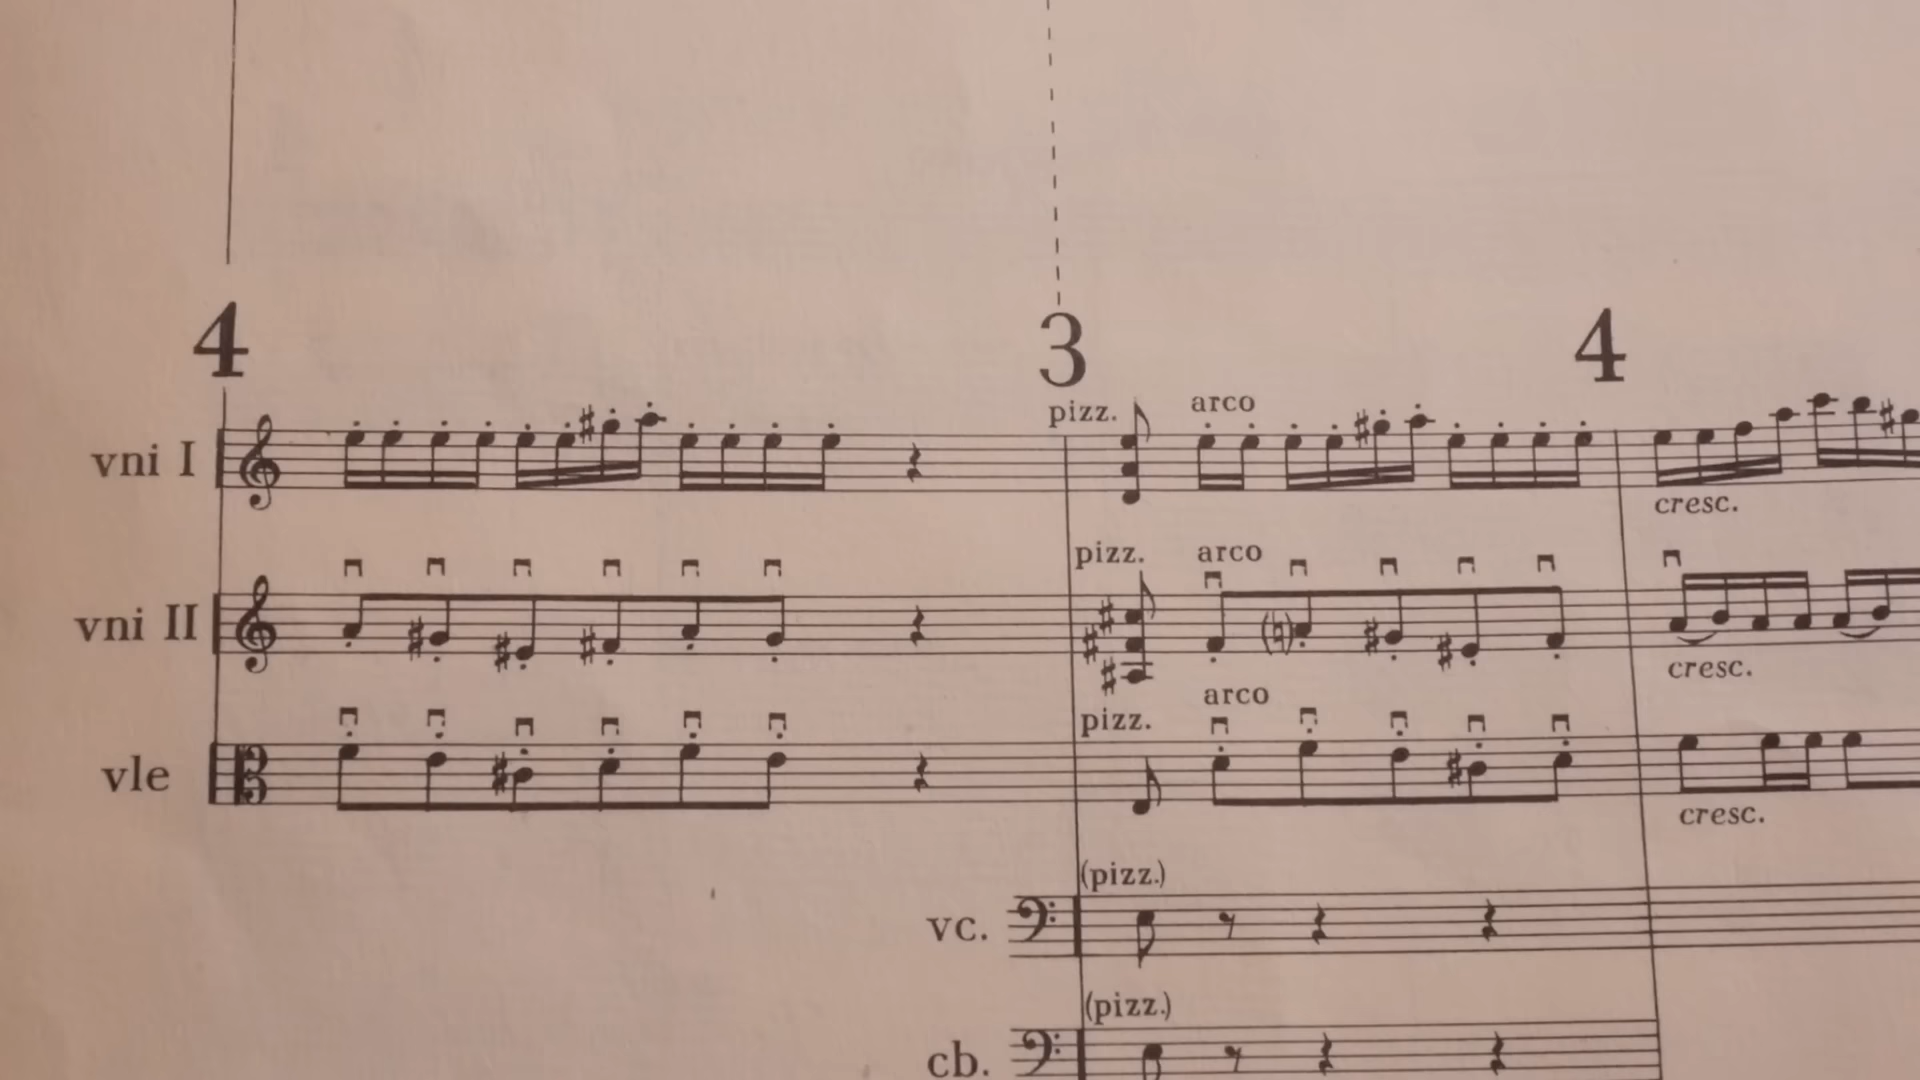 4 3 4
pizz. arco
vni I
cresc.
pizz. arco
vni II
cresc.
arco
pizz.
vle
cresc.
(pizz.)
vc.
(pizz.)
cb.